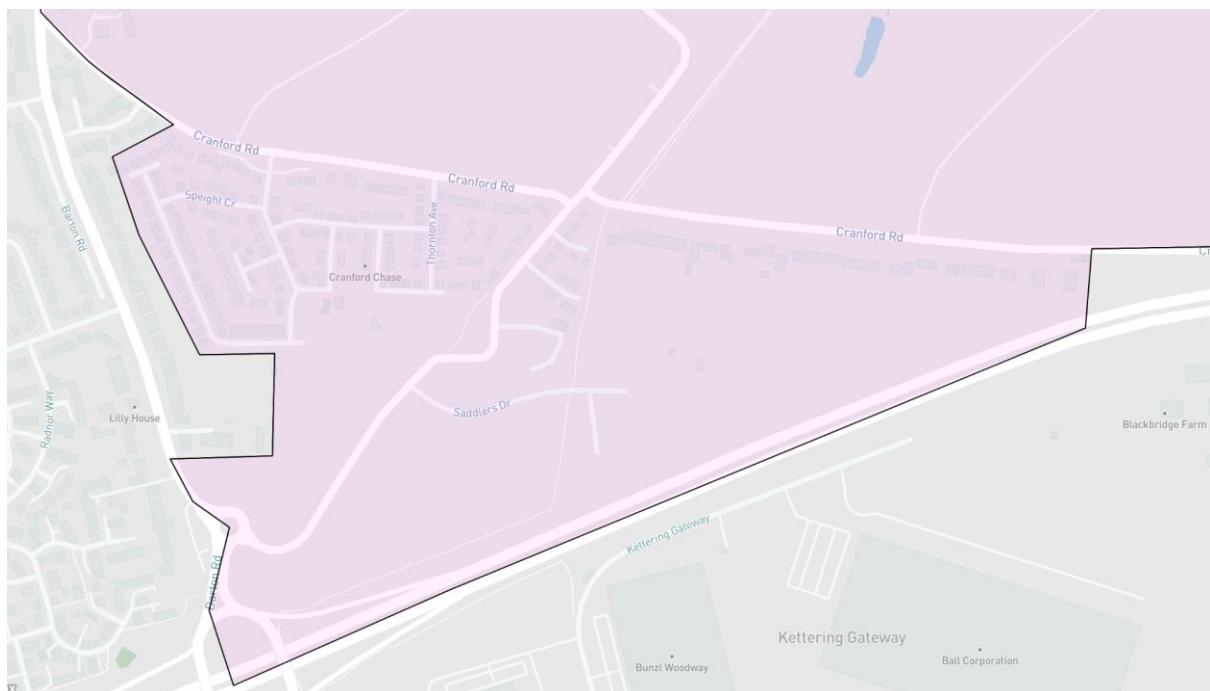 Cranford Rd
Cranford Rd
Speight Cr
Thornton Ave
Barton Rd
Cranford Rd
Cranford Chase
Radnor Way
Lilly House
Saddlers Dr
Blackbridge Farm
Kettering Gateway
Barton Rd
Kettering Gateway
Bunzl Woodway
Ball Corporation